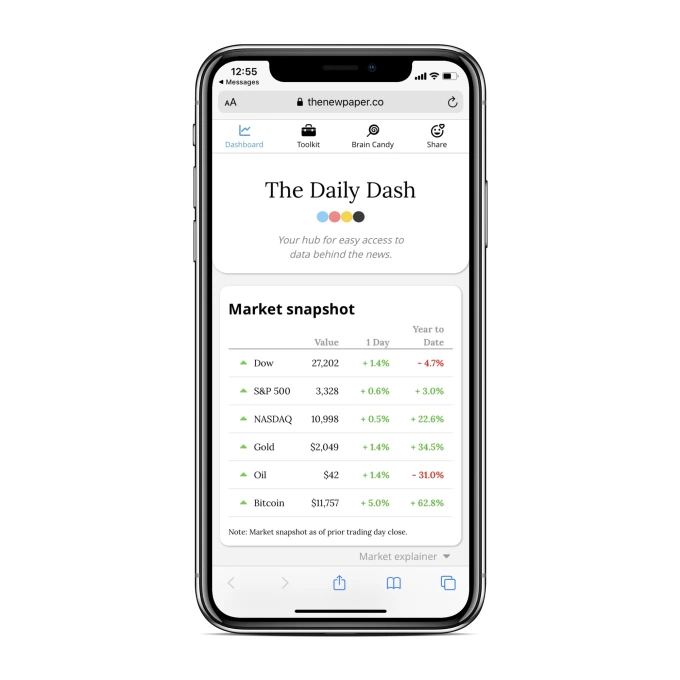 12:55
Messages
AA
thenewpaper.co
Dashboard Toolkit Brain Candy Share
The Daily Dash
Your hub for easy access to
data behind the news.
Market snapshot
Value 1 Day Year to
Date
Dow 27,202 + 1.4% - 4.7%
S&P 500 3,328 + 0.6% + 3.0%
NASDAQ 10,998 + 0.5% + 22.6%
Gold $2,049 + 1.4% + 34.5%
Oil $42 + 1.4% - 31.0%
Bitcoin $11,757 + 5.0% + 62.8%
Note: Market snapshot as of prior trading day close.
Market explainer